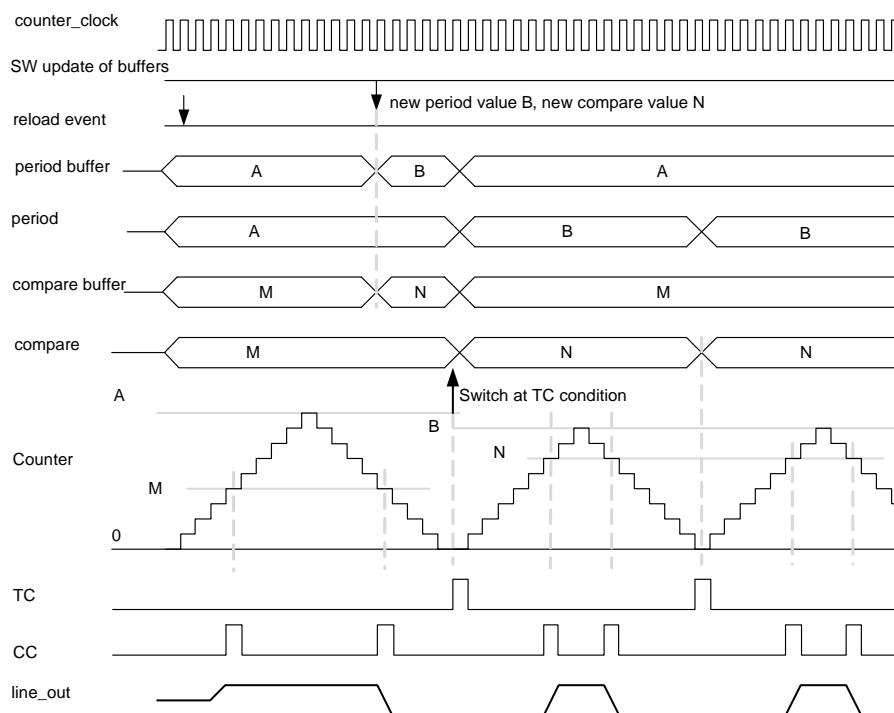 counter_clock
SW update of buffers
new period value B, new compare value N
reload event
period buffer
A
B
A
period
A
B
B
compare buffer
M
N
M
compare
M
N
N
A
Switch at TC condition
B
Counter
N
M
0
TC
CC
line_out